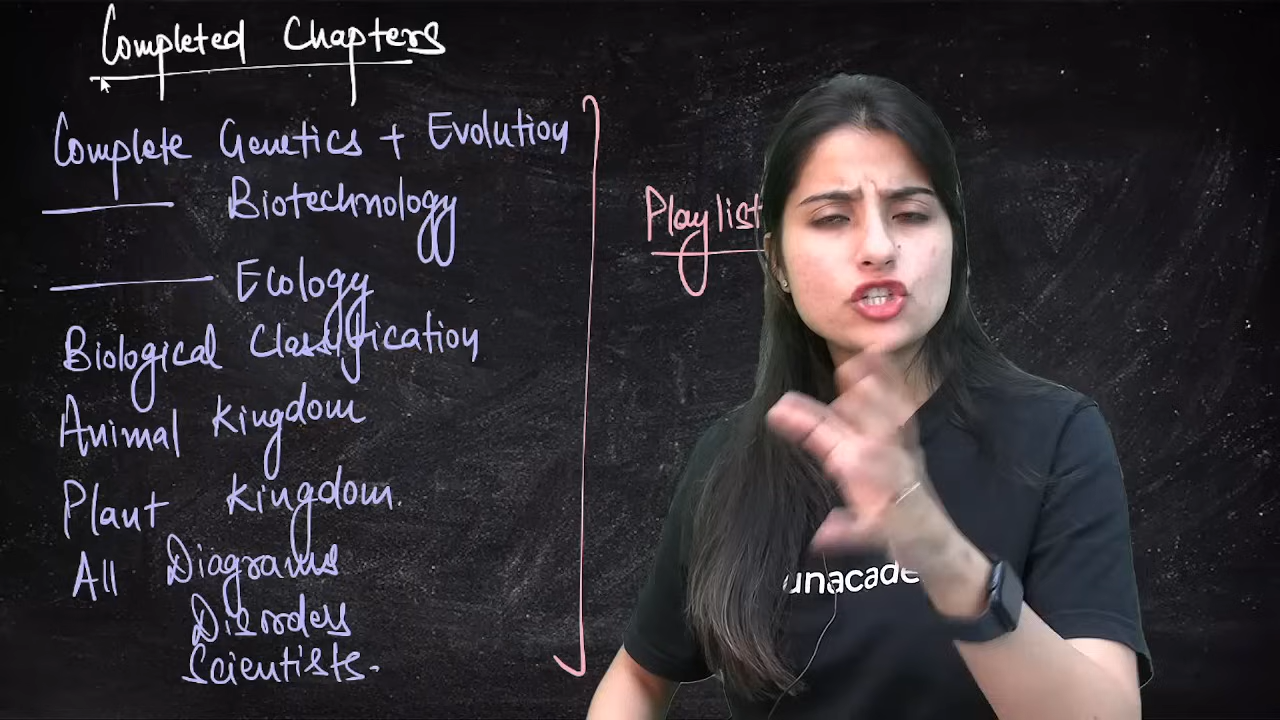 Completed Chapters
Complete Genetics + Evolution
Biotechnology
Ecology
Biological Classification
Animal Kingdom
Plant Kingdom.
All Diagrams
Disorders
Scientists.
Playlist
unacade